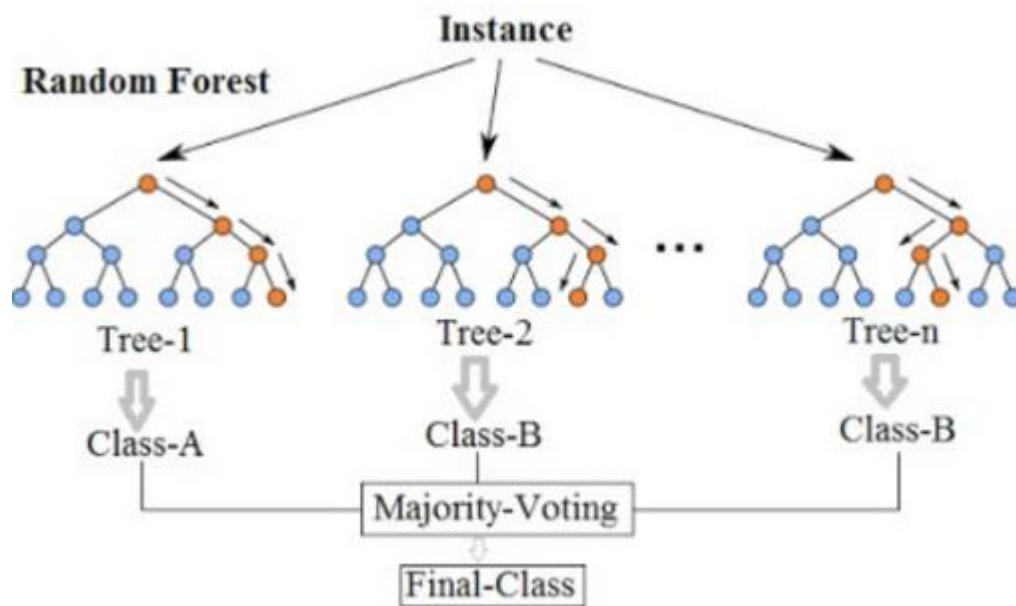 Instance
Random Forest
...
Tree-1
Tree-2
Tree-n
Class-A
Class-B
Class-B
Majority-Voting
Final-Class